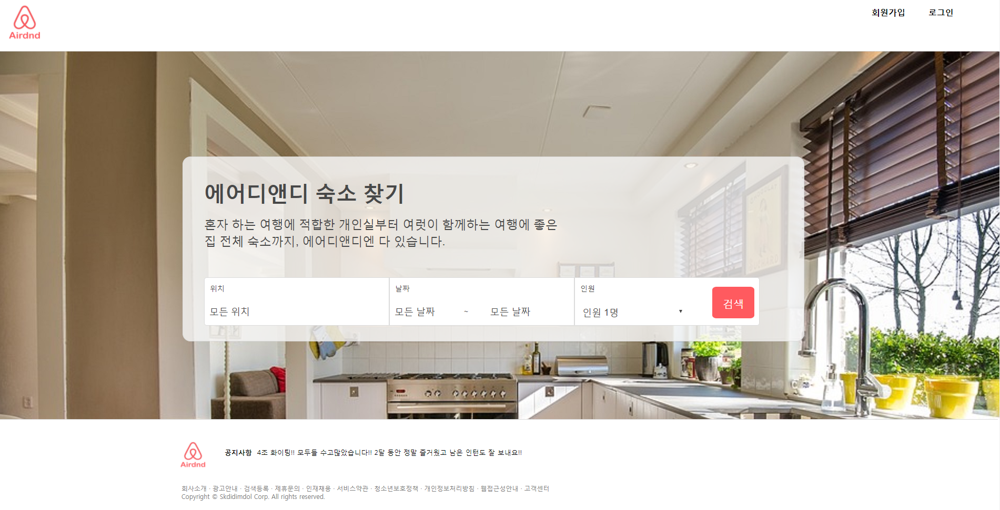 Airdnd
회원가입 로그인
에어디앤디 숙소 찾기
혼자 하는 여행에 적합한 개인실부터 여럿이 함께하는 여행에 좋은
집 전체 숙소까지, 에어디앤디엔 다 있습니다.
위치 날짜 인원
모든 위치 모든 날짜 ~ 모든 날짜 인원 1명
검색
Airdnd
공지사항 4조 화이팅!! 모두들 수고많았습니다!! 2달 동안 정말 즐거웠고 남은 인턴도 잘 보내요!!
회사소개 · 광고안내 · 검색등록 · 제휴문의 · 인재채용 · 서비스약관 · 청소년보호정책 · 개인정보처리방침 · 웹접근성안내 · 고객센터
Copyright © Skdidimdol Corp. All rights reserved.